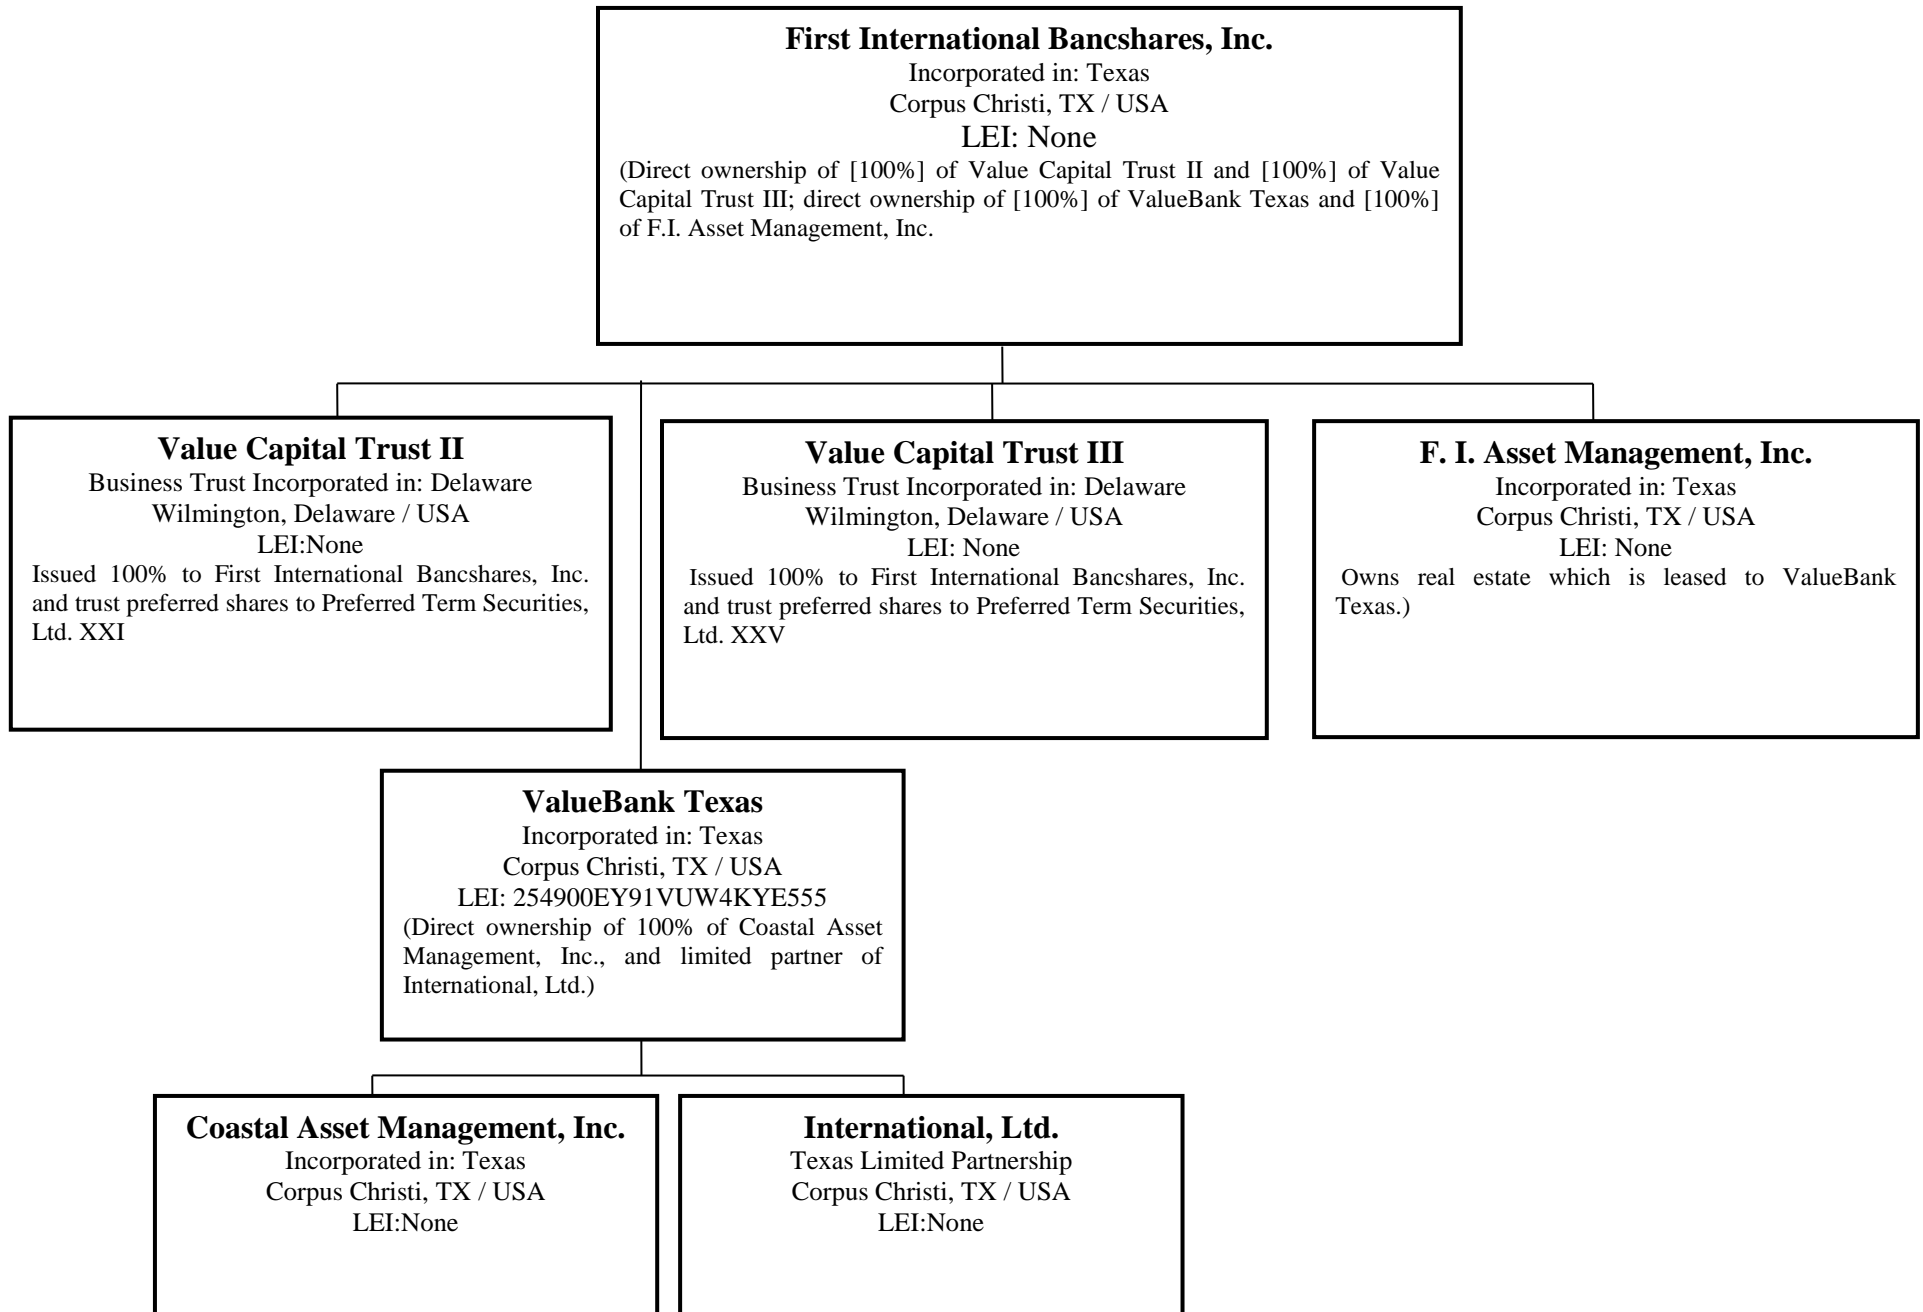 First International Bancshares, Inc.
Incorporated in: Texas
Corpus Christi, TX / USA
LEI: None
(Direct ownership of [100%] of Value Capital Trust II and [100%] of Value
Capital Trust III; direct ownership of [100%] of ValueBank Texas and [100%]
of F.I. Asset Management, Inc.
Value Capital Trust II
Business Trust Incorporated in: Delaware
Wilmington, Delaware / USA
LEI:None
Issued 100% to First International Bancshares, Inc.
and trust preferred shares to Preferred Term Securities,
Ltd. XXI
Value Capital Trust III
Business Trust Incorporated in: Delaware
Wilmington, Delaware / USA
LEI: None
Issued 100% to First International Bancshares, Inc.
and trust preferred shares to Preferred Term Securities,
Ltd. XXV
F. I. Asset Management, Inc.
Incorporated in: Texas
Corpus Christi, TX / USA
LEI: None
Owns real estate which is leased to ValueBank
Texas.)
ValueBank Texas
Incorporated in: Texas
Corpus Christi, TX / USA
LEI: 254900EY91VUW4KYE555
(Direct ownership of 100% of Coastal Asset
Management, Inc., and limited partner of
International, Ltd.)
Coastal Asset Management, Inc.
Incorporated in: Texas
Corpus Christi, TX / USA
LEI:None
International, Ltd.
Texas Limited Partnership
Corpus Christi, TX / USA
LEI:None